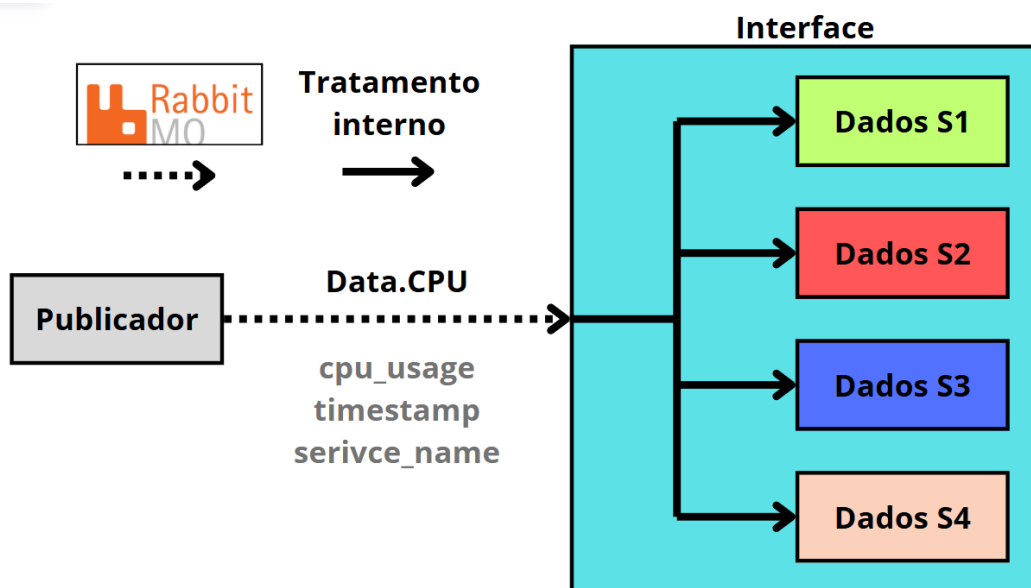 Interface
Rabbit
MQ
Tratamento
interno
Dados S1
Dados S2
Data.CPU
Publicador
cpu_usage
timestamp
serivce_name
Dados S3
Dados S4